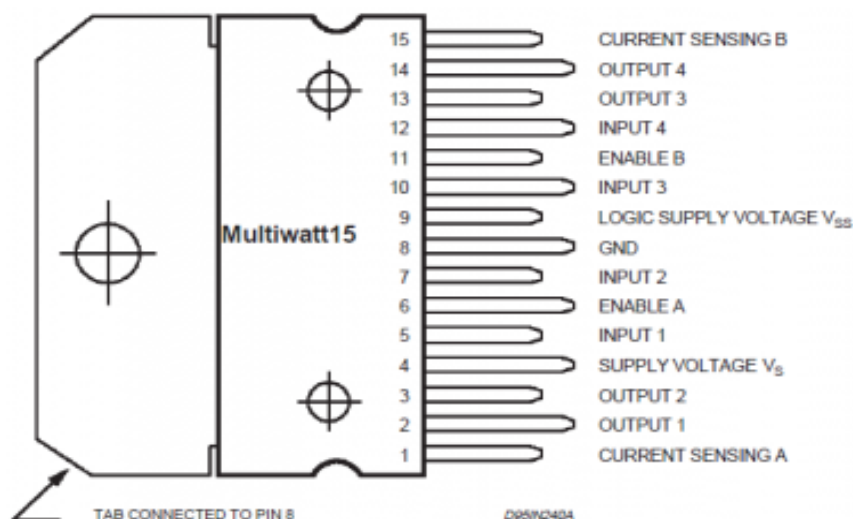 15 CURRENT SENSING B
14 OUTPUT 4
13 OUTPUT 3
12 INPUT 4
11 ENABLE B
10 INPUT 3
9 LOGIC SUPPLY VOLTAGE VSS
Multiwatt15
8 GND
7 INPUT 2
6 ENABLE A
5 INPUT 1
4 SUPPLY VOLTAGE VS
3 OUTPUT 2
2 OUTPUT 1
1 CURRENT SENSING A
TAB CONNECTED TO PIN 8
D95IN240A